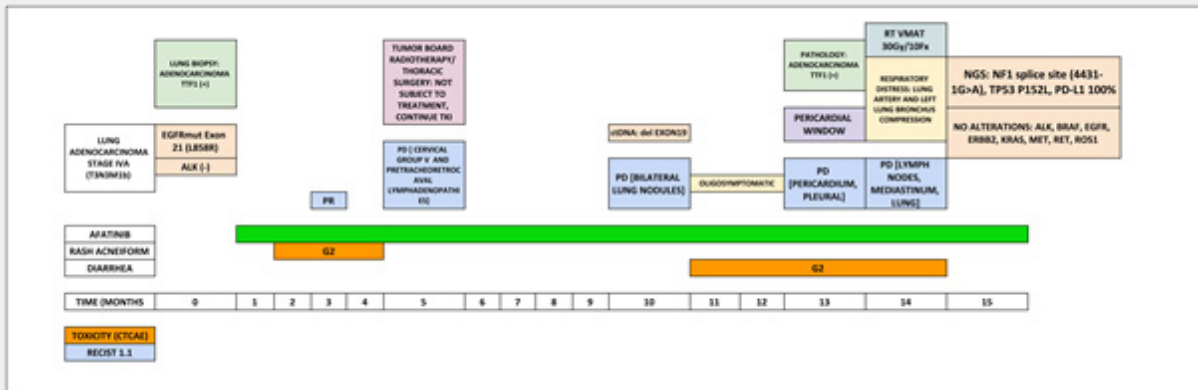 LUNG BIOPSY:
ADENOCARCINOMA
TTF1 (+)
TUMOR BOARD
RADIOTHERAPY/
THORACIC
SURGERY: NOT
SUBJECT TO
TREATMENT,
CONTINUE TKI
PATHOLOGY:
ADENOCARCINOMA
TTF1 (+)
RT VMAT
30Gy/10Fx
RESPIRATORY
DISTRESS: LUNG
ARTERY AND LEFT
LUNG BRONCHUS
COMPRESSION
NGS: NF1 splice site (4431-
1G>A), TP53 P152L, PD-L1 100%
LUNG
ADENOCARCINOMA
STAGE IVA
(T3N3M1b)
EGFRmut Exon
21 (L858R)
ALK (-)
PD [ CERVICAL
GROUP V AND
PRETRACHEORETROC
AVAL
LYMPHADENOPATH
IES]
ctDNA: del EXON19
PERICARDIAL
WINDOW
NO ALTERATIONS: ALK, BRAF, EGFR,
ERBB2, KRAS, MET, RET, ROS1
PR
PD [BILATERAL
LUNG NODULES]
OLIGOSYMPTOMATIC
PD
[PERICARDIUM,
PLEURAL]
PD [LYMPH
NODES,
MEDIASTINUM,
LUNG]
AFATINIB
RASH ACNEIFORM
G2
DIARRHEA
G2
TIME (MONTHS
0
1
2
3
4
5
6
7
8
9
10
11
12
13
14
15
TOXICITY (CTCAE)
RECIST 1.1